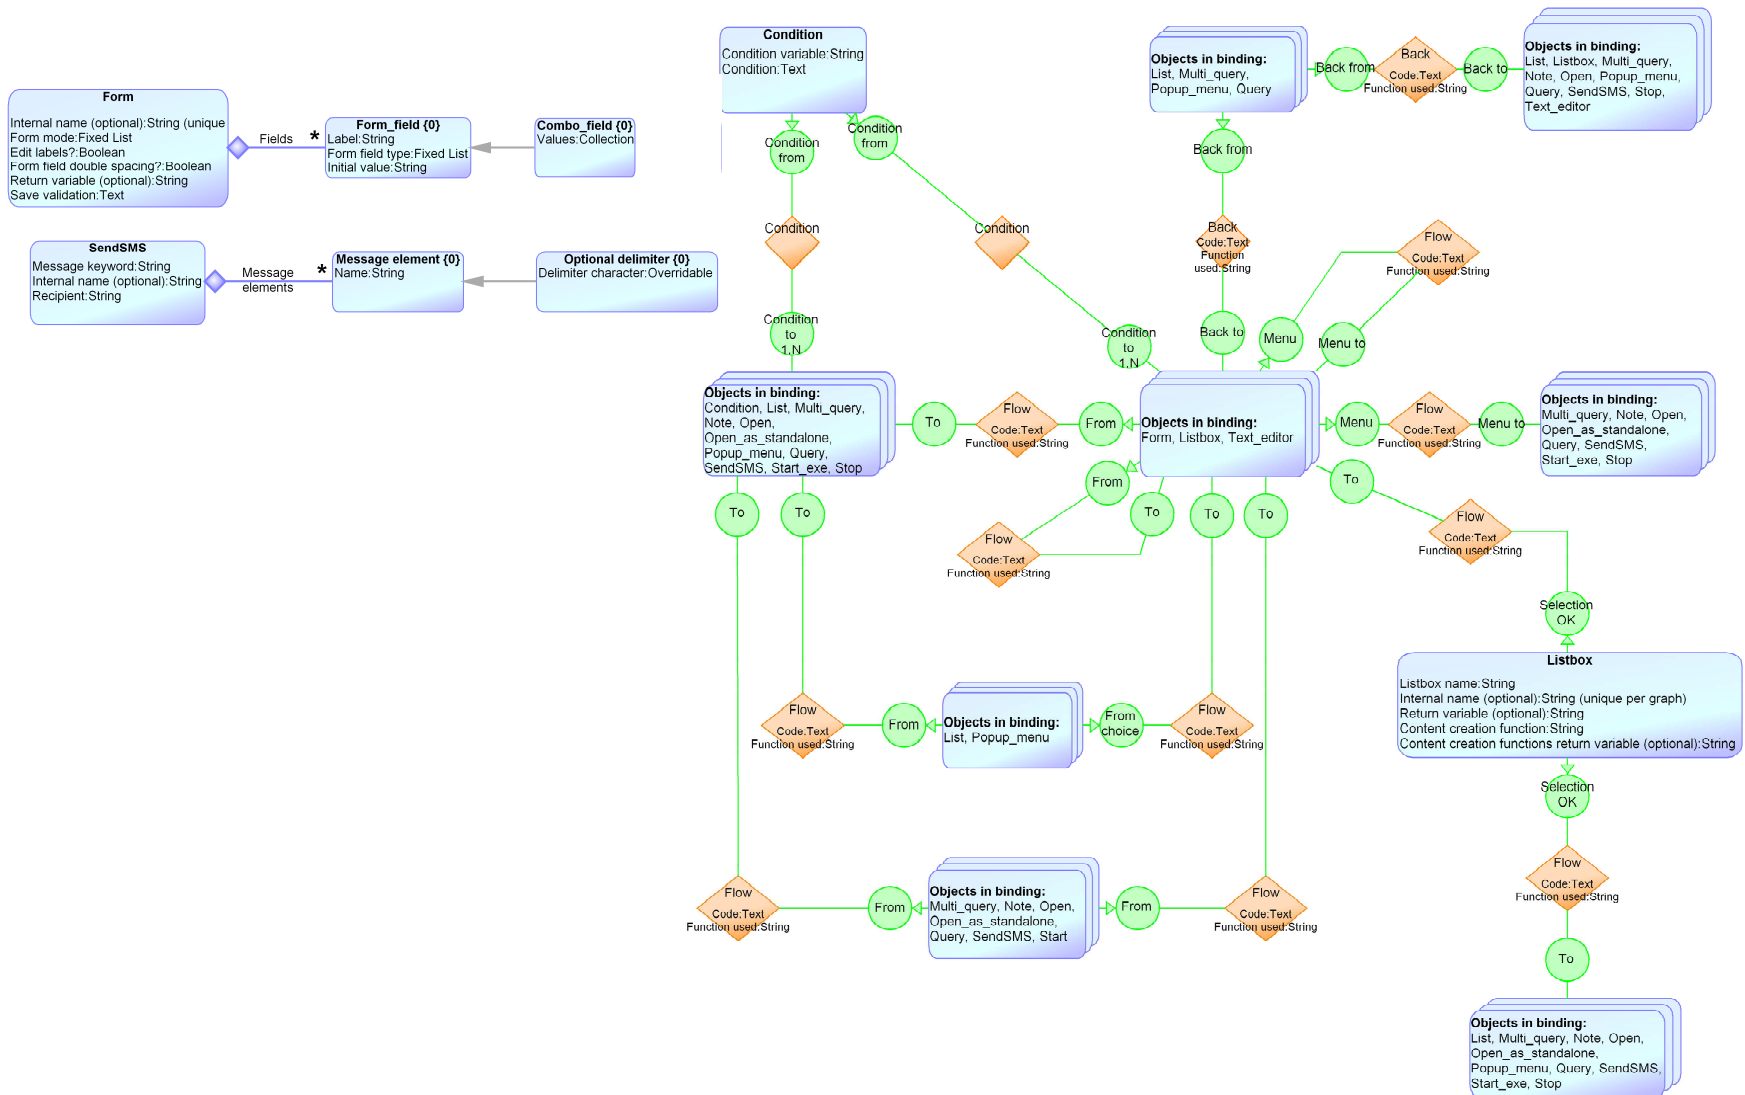 Form
Internal name (optional):String (unique
Form mode:Fixed List
Edit labels?:Boolean
Form field double spacing?:Boolean
Return variable (optional):String
Save validation:Text
Fields
*
Form_field {0}
Label:String
Form field type:Fixed List
Initial value:String
Combo_field {0}
Values:Collection
SendSMS
Message keyword:String
Internal name (optional):String
Recipient:String
Message
elements
*
Message element {0}
Name:String
Optional delimiter {0}
Delimiter character:Overridable
Condition
Condition variable:String
Condition:Text
Condition
from
Condition
from
Condition
Condition
Condition
to
1,N
Condition
to
1,N
Objects in binding:
List, Multi_query,
Popup_menu, Query
Back from
Back
Code:Text
Function used:String
Back to
Objects in binding:
List, Listbox, Multi_query,
Note, Open, Popup_menu,
Query, SendSMS, Stop,
Text_editor
Back from
Back
Code:Text
Function
used:String
Back to
Menu
Flow
Code:Text
Function used:String
Menu to
Objects in binding:
Condition, List, Multi_query,
Note, Open,
Open_as_standalone,
Popup_menu, Query,
SendSMS, Start_exe, Stop
To
Flow
Code:Text
Function used:String
From
Objects in binding:
Form, Listbox, Text_editor
Menu
Flow
Code:Text
Function used:String
Menu to
Objects in binding:
Multi_query, Note, Open,
Open_as_standalone,
Query, SendSMS,
Start_exe, Stop
From
To
Flow
Code:Text
Function used:String
To
To
To
To
To
Flow
Code:Text
Function used:String
Selection
OK
Listbox
Listbox name:String
Internal name (optional):String (unique per graph)
Return variable (optional):String
Content creation function:String
Content creation functions return variable (optional):String
Selection
OK
Flow
Code:Text
Function used:String
To
Objects in binding:
List, Multi_query, Note, Open,
Open_as_standalone,
Popup_menu, Query, SendSMS,
Start_exe, Stop
Flow
Code:Text
Function used:String
From
Objects in binding:
List, Popup_menu
From
choice
Flow
Code:Text
Function used:String
Flow
Code:Text
Function used:String
From
Objects in binding:
Multi_query, Note, Open,
Open_as_standalone,
Query, SendSMS, Start
From
Flow
Code:Text
Function used:String